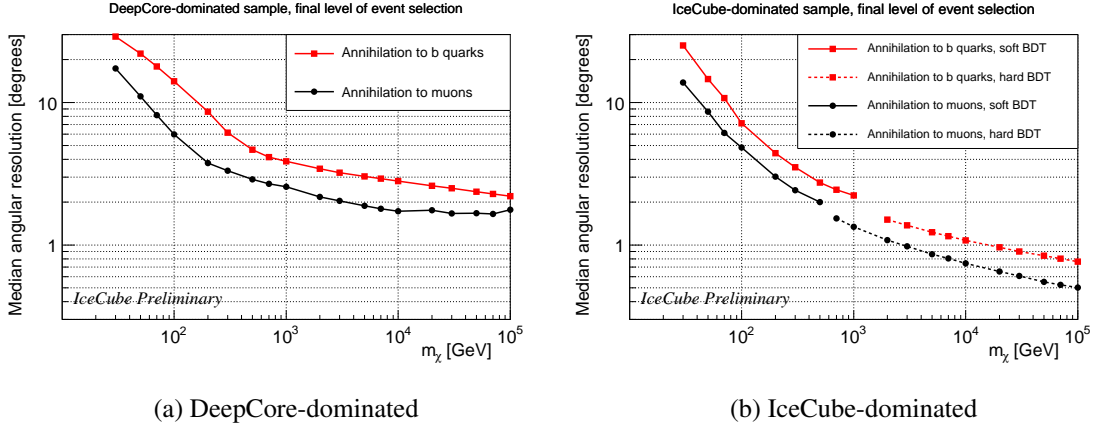 DeepCore-dominated sample, final level of event selection
Median angular resolution [degrees]
10
1
Annihilation to b quarks
Annihilation to muons
IceCube Preliminary
10²
10³
10⁴
10⁵
mχ [GeV]
(a) DeepCore-dominated
IceCube-dominated sample, final level of event selection
Median angular resolution [degrees]
10
1
Annihilation to b quarks, soft BDT
Annihilation to b quarks, hard BDT
Annihilation to muons, soft BDT
Annihilation to muons, hard BDT
IceCube Preliminary
10²
10³
10⁴
10⁵
mχ [GeV]
(b) IceCube-dominated